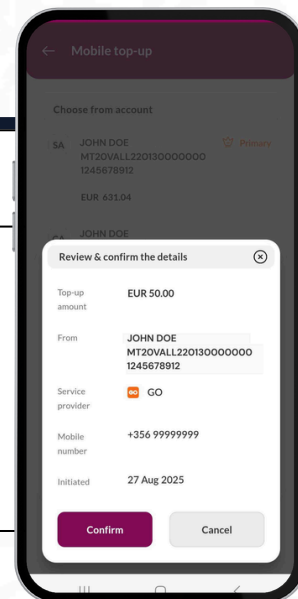 ← Mobile top-up
Choose from account
SA JOHN DOE Primary
MT20VALL220130000000
1245678912
EUR 631.04
CA JOHN DOE
Review & confirm the details
Top-up amount EUR 50.00
From JOHN DOE
MT20VALL220130000000
1245678912
Service provider GO GO
Mobile number +356 99999999
Initiated 27 Aug 2025
Confirm Cancel